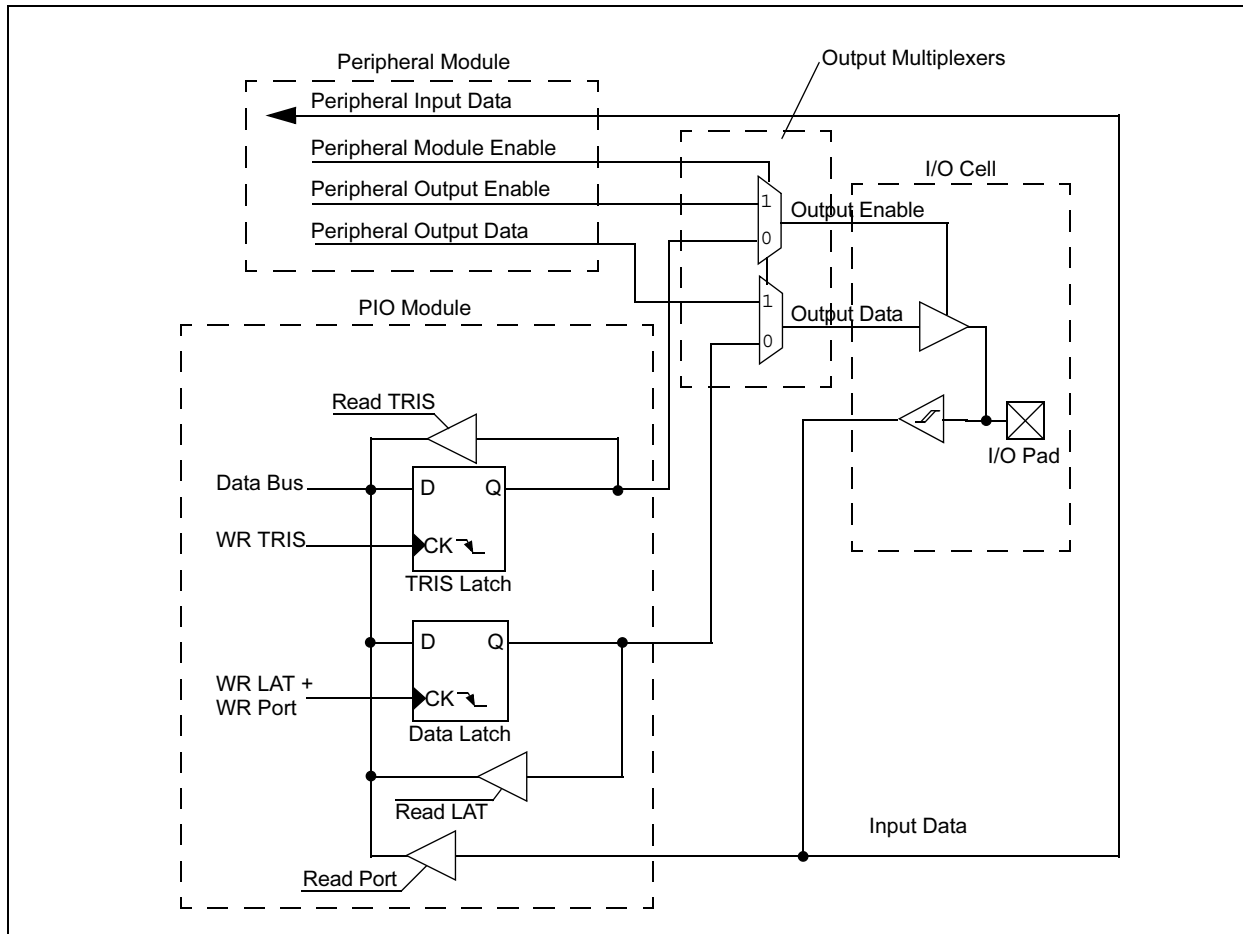 Output Multiplexers
Peripheral Module
Peripheral Input Data
Peripheral Module Enable
Peripheral Output Enable
Peripheral Output Data
1
0
Output Enable
1
0
Output Data
I/O Cell
I/O Pad
PIO Module
Read TRIS
Data Bus
D
Q
WR TRIS
CK
TRIS Latch
D
Q
WR LAT +
WR Port
CK
Data Latch
Read LAT
Input Data
Read Port